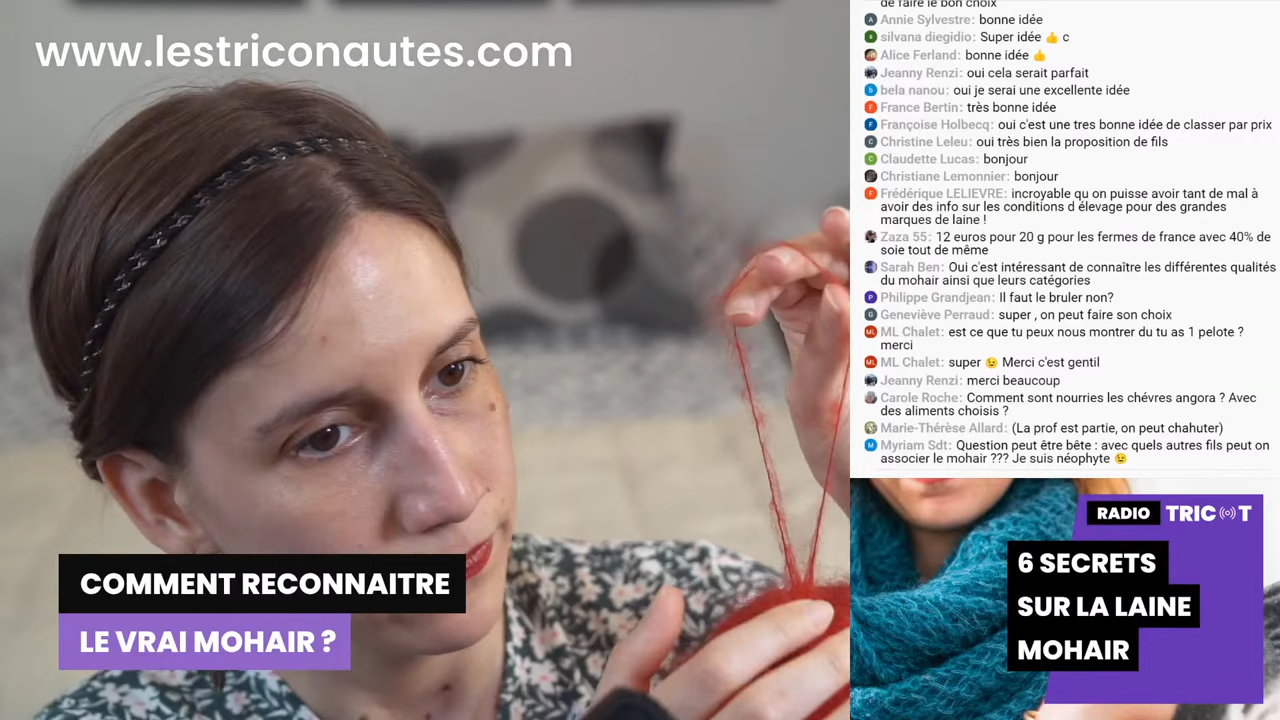 www.lestriconautes.com
COMMENT RECONNAITRE
LE VRAI MOHAIR ?
de faire le bon choix
A Annie Sylvestre: bonne idée
s silvana diegidio: Super idée 👍 c
Alice Ferland: bonne idée 👍
Jeanny Renzi: oui cela serait parfait
b bela nanou: oui je serai une excellente idée
F France Bertin: très bonne idée
F Françoise Holbecq: oui c'est une tres bonne idée de classer par prix
C Christine Leleu: oui très bien la proposition de fils
C Claudette Lucas: bonjour
Christiane Lemonnier: bonjour
F Frédérique LELIEVRE: incroyable qu on puisse avoir tant de mal à
avoir des info sur les conditions d élevage pour des grandes
marques de laine !
Zaza 55: 12 euros pour 20 g pour les fermes de france avec 40% de
soie tout de même
Sarah Ben: Oui c'est intéressant de connaître les différentes qualités
du mohair ainsi que leurs catégories
P Philippe Grandjean: Il faut le bruler non?
G Geneviève Perraud: super , on peut faire son choix
ML ML Chalet: est ce que tu peux nous montrer du tu as 1 pelote ?
merci
ML ML Chalet: super 😉 Merci c'est gentil
Jeanny Renzi: merci beaucoup
Carole Roche: Comment sont nourries les chévres angora ? Avec
des aliments choisis ?
Marie-Thérèse Allard: (La prof est partie, on peut chahuter)
M Myriam Sdt: Question peut être bête : avec quels autres fils peut on
associer le mohair ??? Je suis néophyte 😉
RADIO TRICOT
6 SECRETS
SUR LA LAINE
MOHAIR